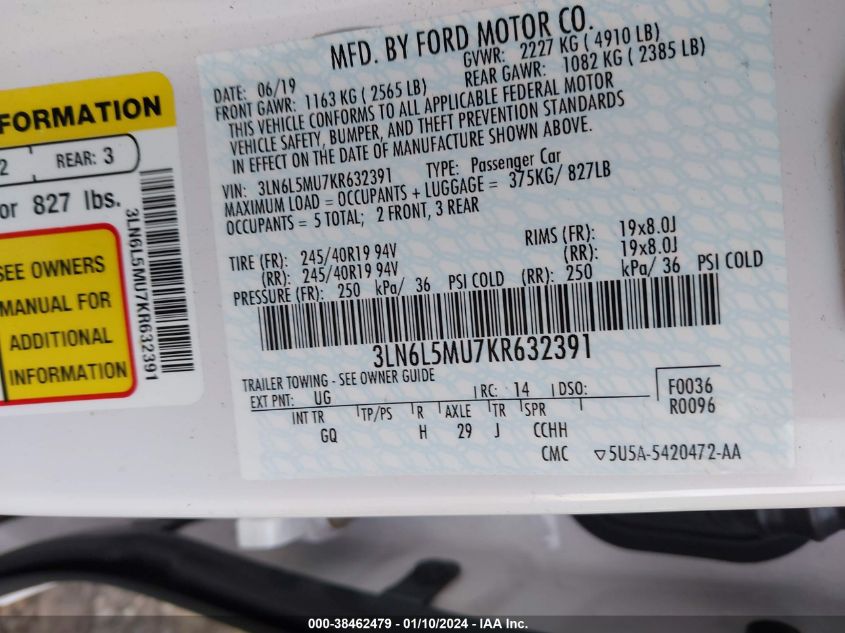 MFD. BY FORD MOTOR CO.
DATE: 06/19 GVWR: 2227 KG ( 4910 LB)
FRONT GAWR: 1163 KG ( 2565 LB) REAR GAWR: 1082 KG ( 2385 LB)
THIS VEHICLE CONFORMS TO ALL APPLICABLE FEDERAL MOTOR
VEHICLE SAFETY, BUMPER, AND THEFT PREVENTION STANDARDS
IN EFFECT ON THE DATE OF MANUFACTURE SHOWN ABOVE.
VIN: 3LN6L5MU7KR632391 TYPE: Passenger Car
MAXIMUM LOAD = OCCUPANTS + LUGGAGE = 375KG/ 827LB
OCCUPANTS = 5 TOTAL; 2 FRONT, 3 REAR
TIRE (FR): 245/40R19 94V RIMS (FR): 19x8.0J
(RR): 245/40R19 94V (RR): 19x8.0J
PRESSURE (FR): 250 kPa/ 36 PSI COLD (RR): 250 kPa/ 36 PSI COLD
3LN6L5MU7KR632391
TRAILER TOWING - SEE OWNER GUIDE
EXT PNT: UG RC: 14 DSO: F0036
R0096
INT TR TP/PS R AXLE TR SPR
GQ H 29 J CCHH
CMC ▽5U5A-5420472-AA
FORMATION
2 REAR: 3
or 827 lbs.
SEE OWNERS
MANUAL FOR
ADDITIONAL
INFORMATION
3LN6L5MU7KR632391
000-38462479 - 01/10/2024 - IAA Inc.